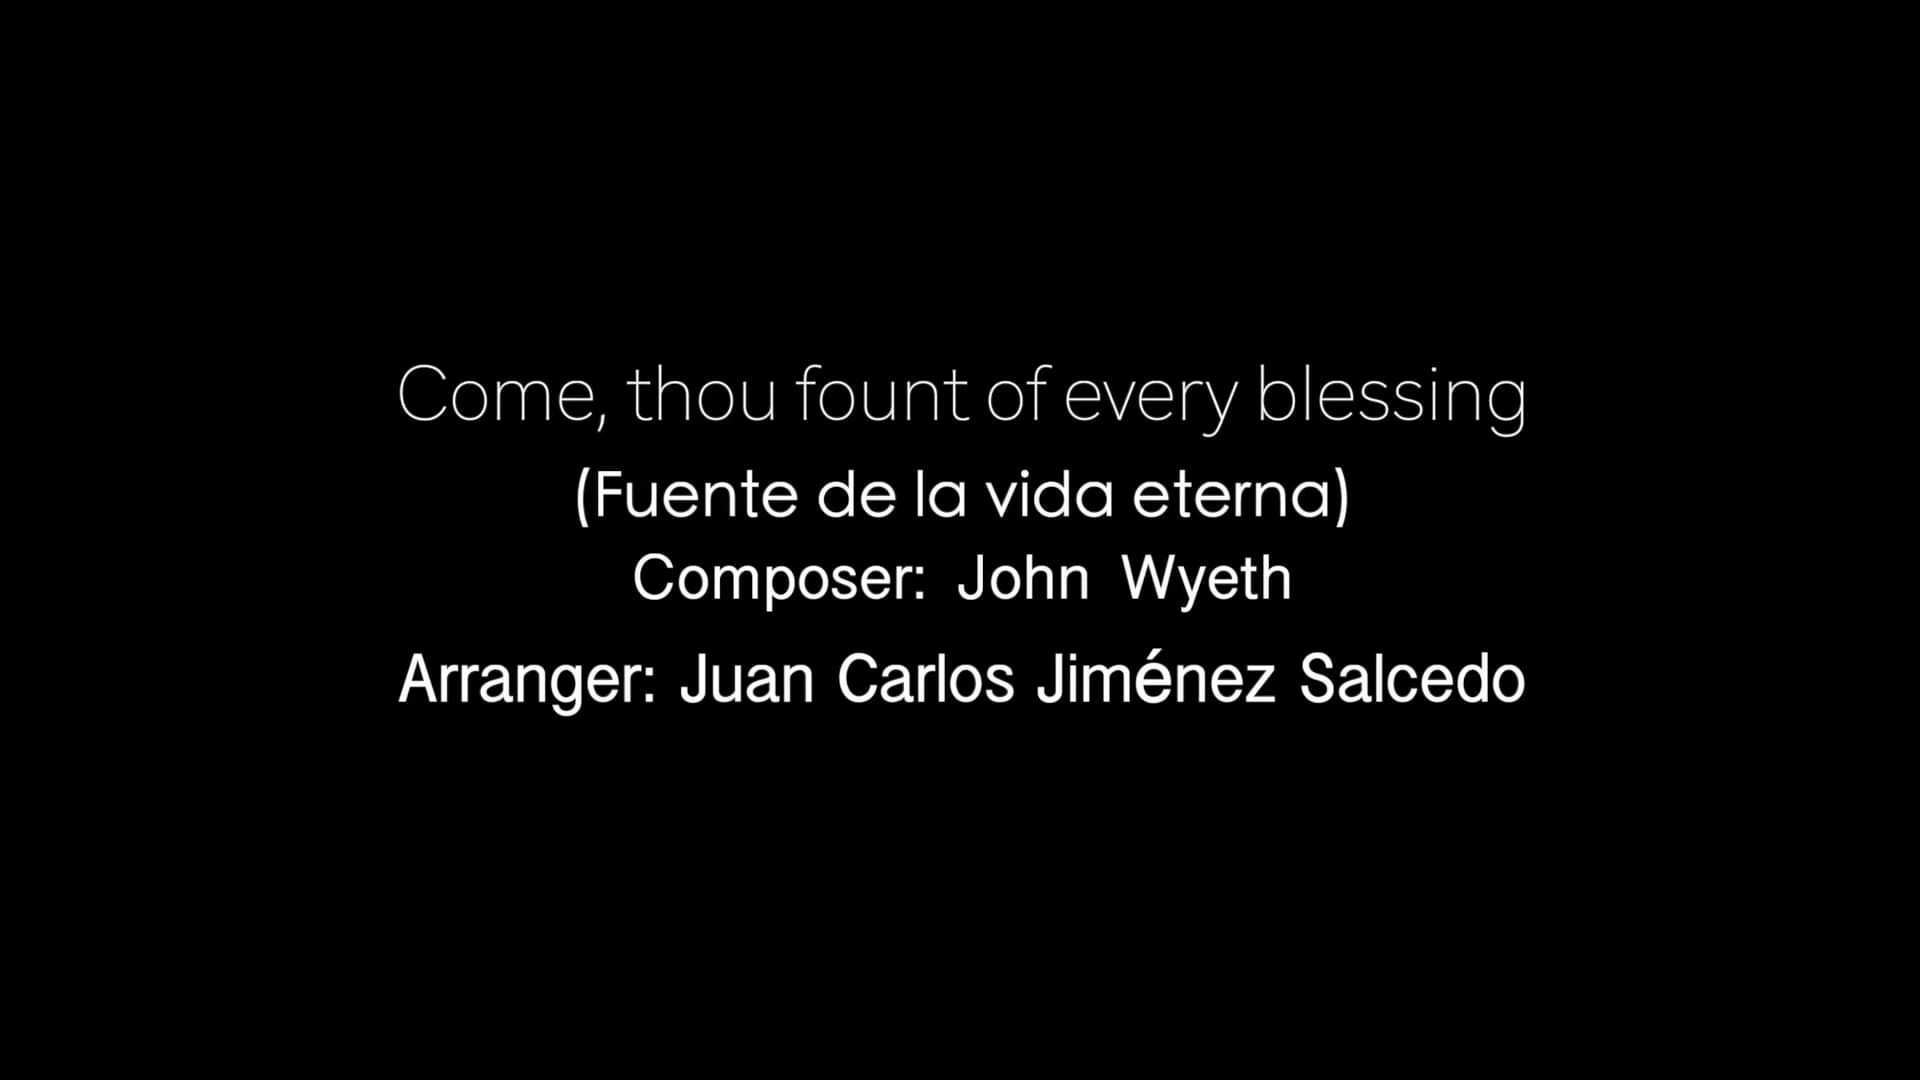 Come, thou fount of every blessing
(Fuente de la vida eterna)
Composer: John Wyeth
Arranger: Juan Carlos Jiménez Salcedo